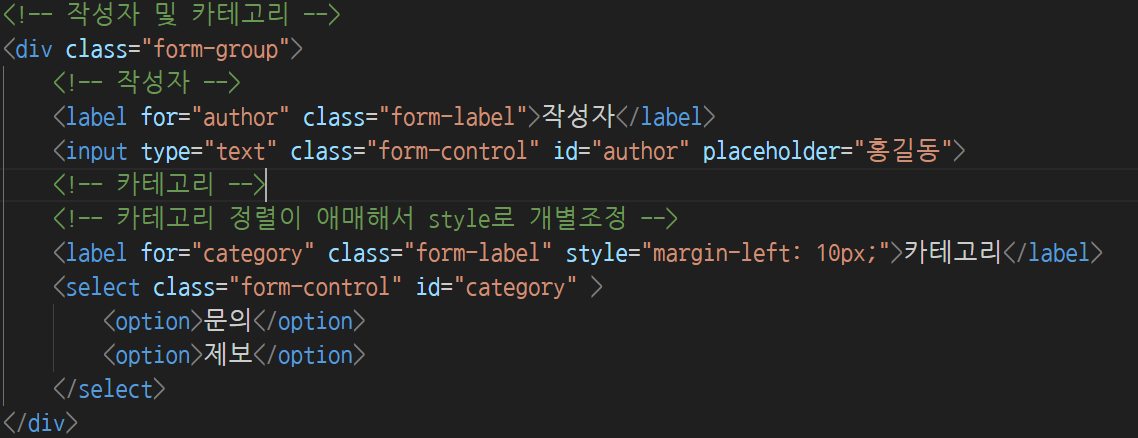 <!-- 작성자 및 카테고리 -->
<div class="form-group">
<!-- 작성자 -->
<label for="author" class="form-label">작성자</label>
<input type="text" class="form-control" id="author" placeholder="홍길동">
<!-- 카테고리 -->
<!-- 카테고리 정렬이 애매해서 style로 개별조정 -->
<label for="category" class="form-label" style="margin-left: 10px;">카테고리</label>
<select class="form-control" id="category" >
<option>문의</option>
<option>제보</option>
</select>
</div>